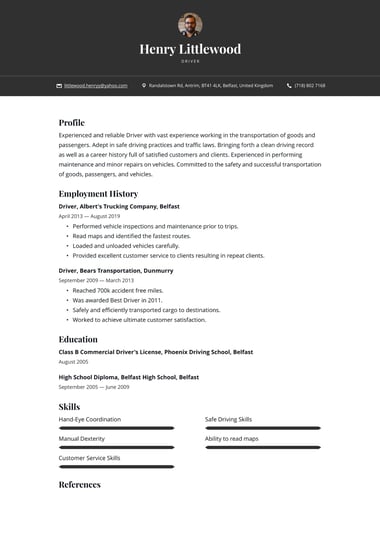 Henry Littlewood
DRIVER
littlewood.henryy@yahoo.com Randalstown Rd, Antrim, BT41 4LK, Belfast, United Kingdom (718) 802 7168
Profile
Experienced and reliable Driver with vast experience working in the transportation of goods and
passengers. Adept in safe driving practices and traffic laws. Bringing forth a clean driving record
as well as a career history full of satisfied customers and clients. Experienced in performing
maintenance and minor repairs on vehicles. Committed to the safety and successful transportation
of goods, passengers, and vehicles.
Employment History
Driver, Albert's Trucking Company, Belfast
April 2013 — August 2019
• Performed vehicle inspections and maintenance prior to trips.
• Read maps and identified the fastest routes.
• Loaded and unloaded vehicles carefully.
• Provided excellent customer service to clients resulting in repeat clients.
Driver, Bears Transportation, Dunmurry
September 2009 — March 2013
• Reached 700k accident free miles.
• Was awarded Best Driver in 2011.
• Safely and efficiently transported cargo to destinations.
• Worked to achieve ultimate customer satisfaction.
Education
Class B Commercial Driver's License, Phoenix Driving School, Belfast
August 2005
High School Diploma, Belfast High School, Belfast
September 2005 — June 2009
Skills
Hand-Eye Coordination Safe Driving Skills
Manual Dexterity Ability to read maps
Customer Service Skills
References